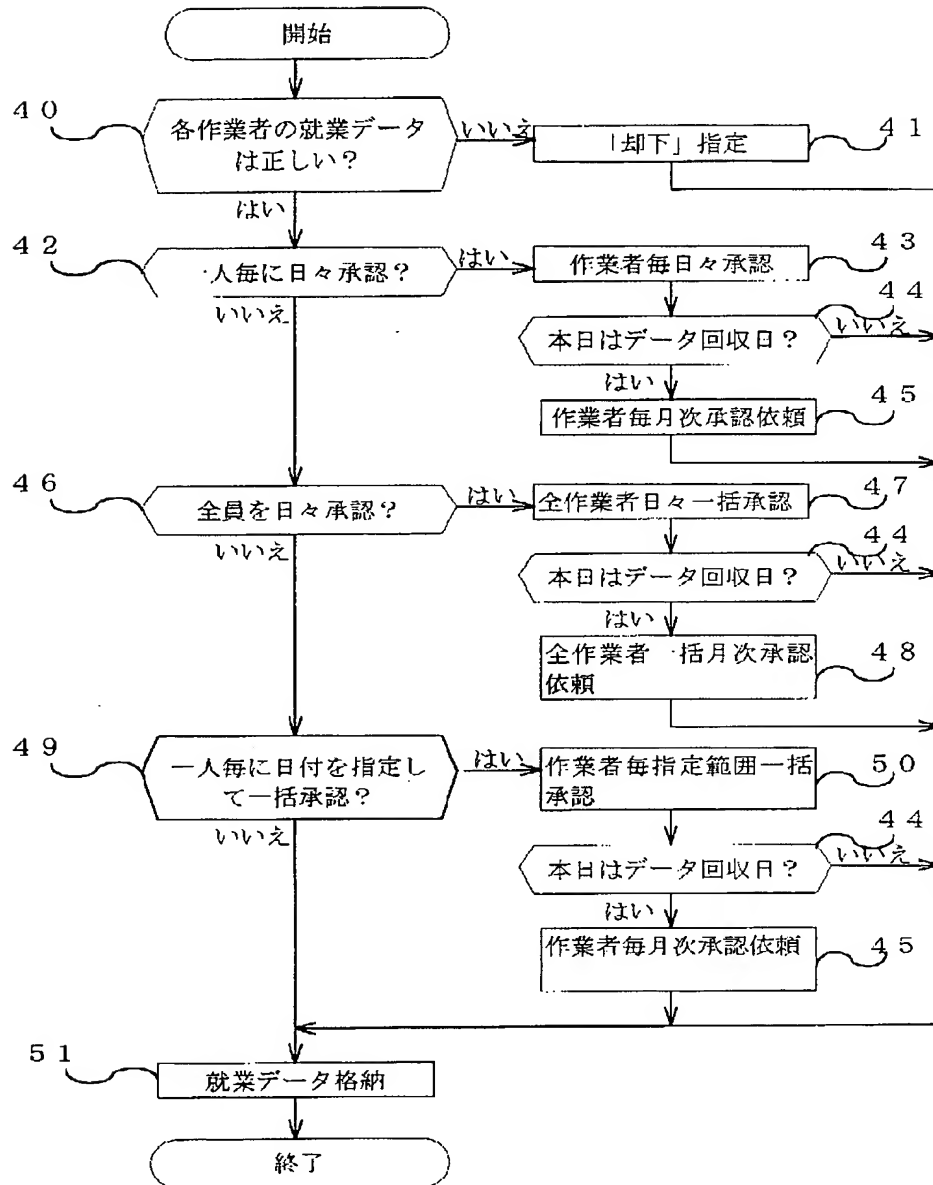 開始
４０
各作業者の就業データ
は正しい？
いいえ
「却下」指定
４１
はい
４２
一人毎に日々承認？
はい
作業者毎日々承認
４３
いいえ
４４
本日はデータ回収日？
いいえ
はい
作業者毎月次承認依頼
４５
４６
全員を日々承認？
はい
全作業者日々一括承認
４７
いいえ
４４
本日はデータ回収日？
いいえ
はい
全作業者一括月次承認
依頼
４８
４９
一人毎に日付を指定し
て一括承認？
はい
作業者毎指定範囲一括
承認
５０
いいえ
４４
本日はデータ回収日？
いいえ
はい
作業者毎月次承認依頼
４５
５１
就業データ格納
終了